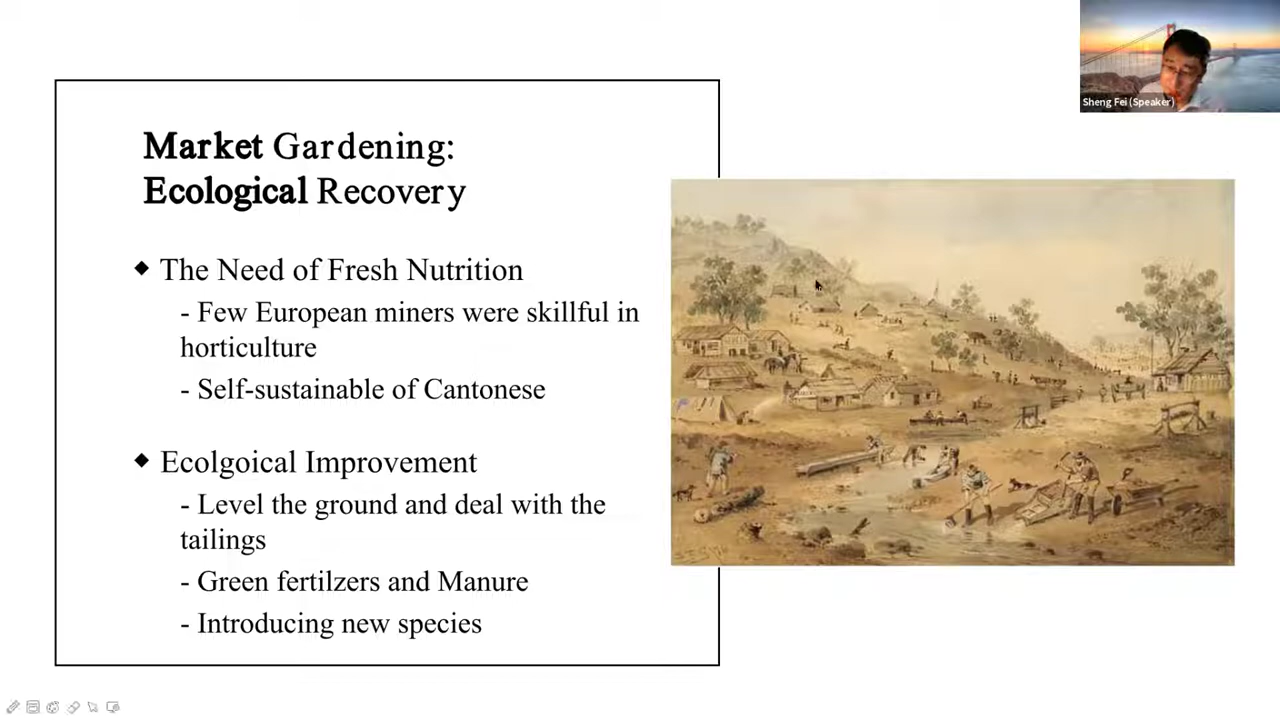 Sheng Fei (Speaker)
Market Gardening:
Ecological Recovery
◆ The Need of Fresh Nutrition
- Few European miners were skillful in
horticulture
- Self-sustainable of Cantonese
◆ Ecolgoical Improvement
- Level the ground and deal with the
tailings
- Green fertilzers and Manure
- Introducing new species